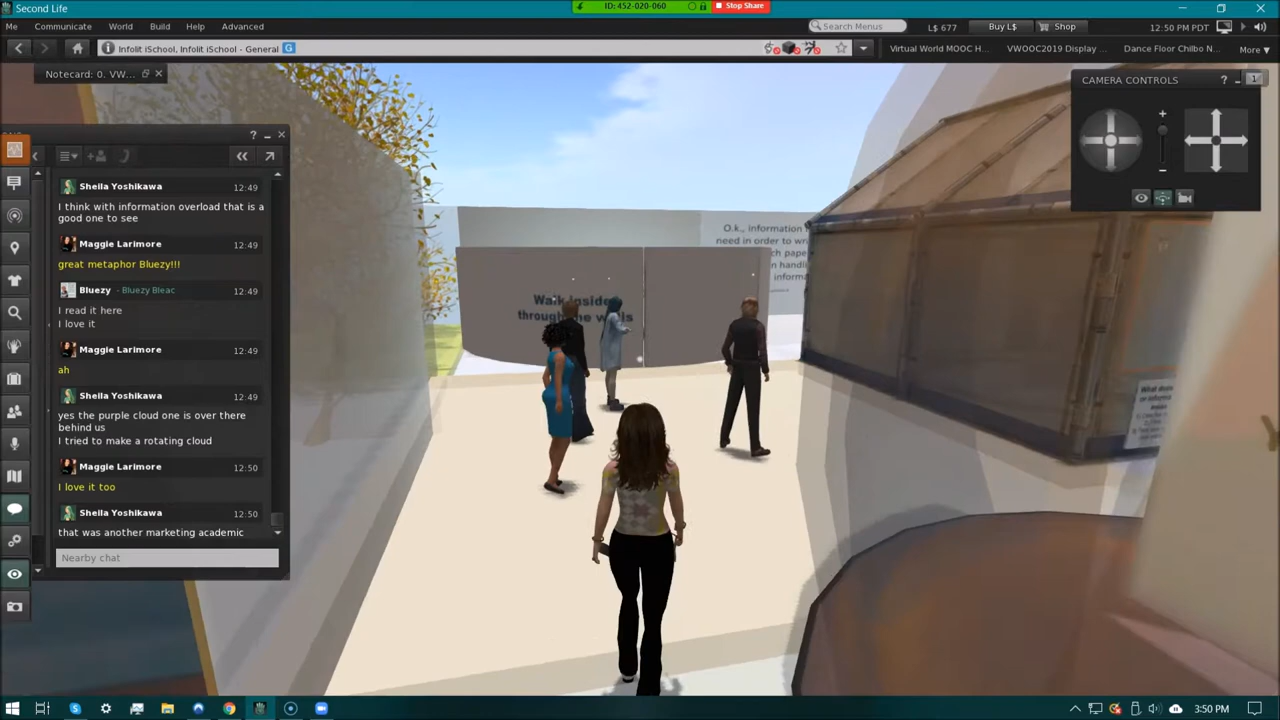 Second Life
ID: 452-020-060
Stop Share
Me Communicate World Build Help Advanced
Search Menus
L$ 677
Buy L$
Shop
12:50 PM PDT
Infolit iSchool, Infolit iSchool - General G
Virtual World MOOC H...
VWOOC2019 Display ...
Dance Floor Chilbo N...
More
Notecard: 0. VW...
CAMERA CONTROLS
1
Sheila Yoshikawa 12:49
I think with information overload that is a
good one to see
Maggie Larimore 12:49
great metaphor Bluezy!!!
Bluezy - Bluezy Bleac 12:49
I read it here
I love it
Maggie Larimore 12:49
ah
Sheila Yoshikawa 12:49
yes the purple cloud one is over there
behind us
I tried to make a rotating cloud
Maggie Larimore 12:50
I love it too
Sheila Yoshikawa 12:50
that was another marketing academic
Nearby chat
O.k., information
need in order to
handl
Walk inside
through the walls
3:50 PM